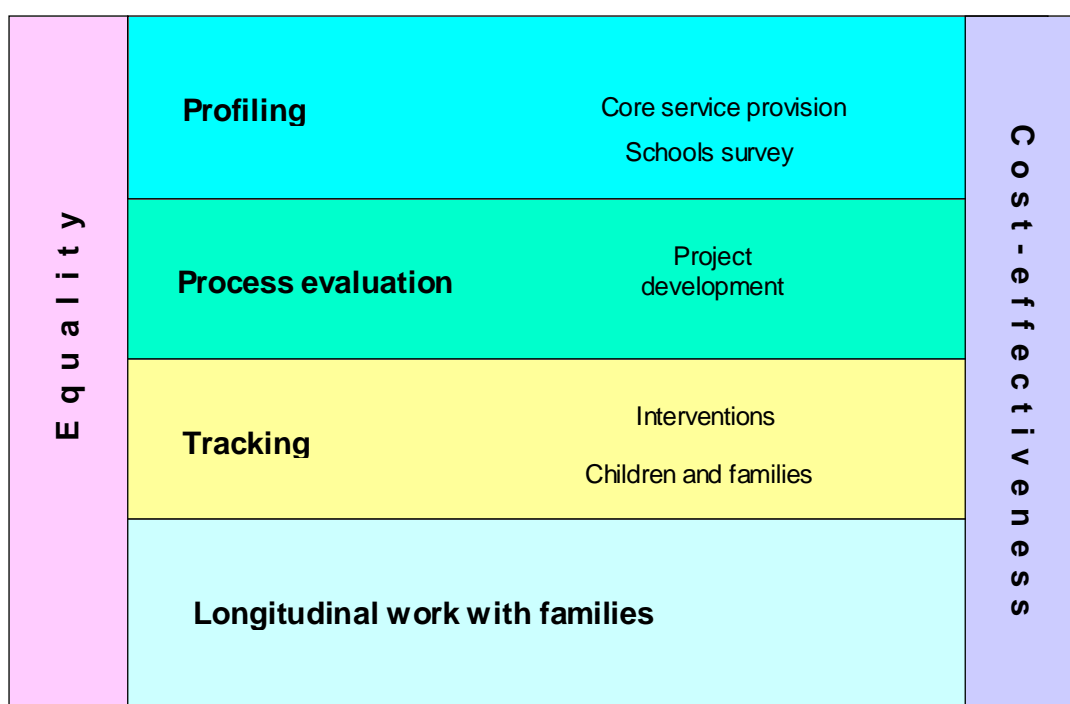 Equality
Profiling
Core service provision
Schools survey
Process evaluation
Project
development
Tracking
Interventions
Children and families
Longitudinal work with families
Cost-effectiveness